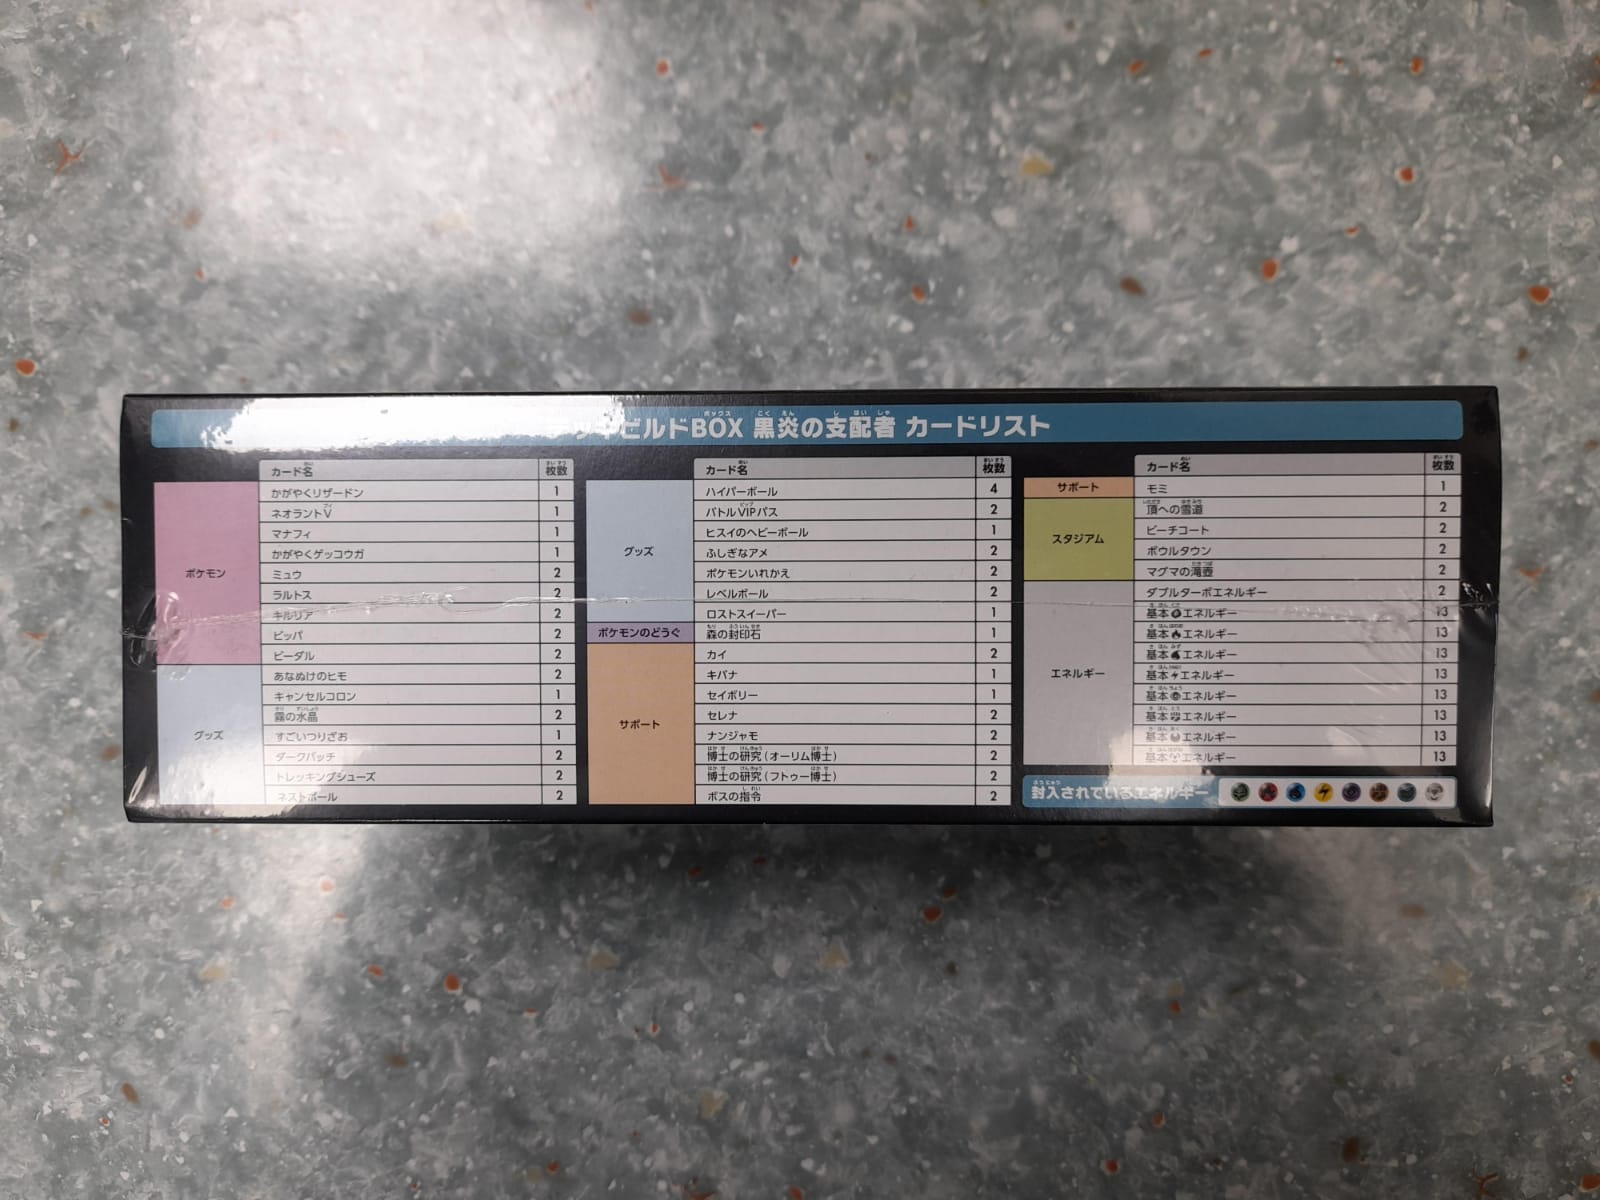 ビルドBOX 黒炎の支配者 カードリスト
カード名 枚数
ポケモン
かがやくリザードン 1
ネオラントV 1
マナフィ 1
かがやくゲッコウガ 1
ミュウ 2
ラルトス 2
キルリア 2
ビッパ 2
ビーダル 2
グッズ
あなぬけのヒモ 2
キャンセルコロン 1
霧の水晶 2
すごいつりざお 1
ダークパッチ 2
トレッキングシューズ 2
ネストボール 2
カード名 枚数
グッズ
ハイパーボール 4
バトルVIPパス 2
ヒスイのヘビーボール 1
ふしぎなアメ 2
ポケモンいれかえ 2
レベルボール 2
ロストスイーパー 1
ポケモンのどうぐ
森の封印石 1
サポート
カイ 2
キバナ 1
セイボリー 1
セレナ 2
ナンジャモ 2
博士の研究(オーリム博士) 2
博士の研究(フトゥー博士) 2
ボスの指令 2
カード名 枚数
サポート
モミ 1
スタジアム
頂への雪道 2
ビーチコート 2
ボウルタウン 2
マグマの滝壺 2
エネルギー
ダブルターボエネルギー 2
基本エネルギー 13
基本エネルギー 13
基本エネルギー 13
基本エネルギー 13
基本エネルギー 13
基本エネルギー 13
基本エネルギー 13
基本エネルギー 13
封入されているエネルギー